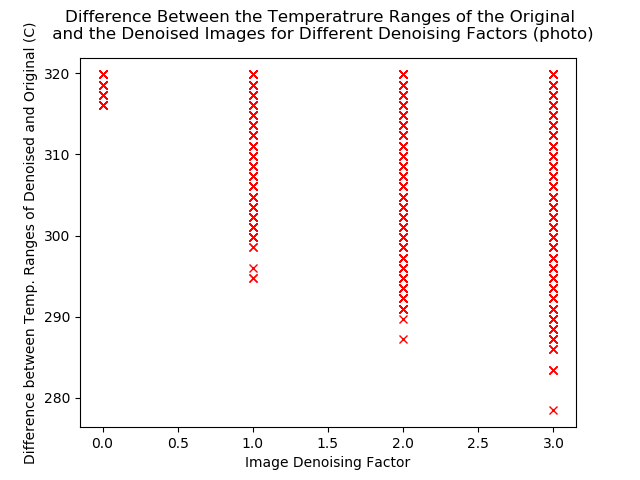 Difference Between the Temperatrure Ranges of the Original
and the Denoised Images for Different Denoising Factors (photo)
Difference between Temp. Ranges of Denoised and Original (C)
320
310
300
290
280
0.0 0.5 1.0 1.5 2.0 2.5 3.0
Image Denoising Factor